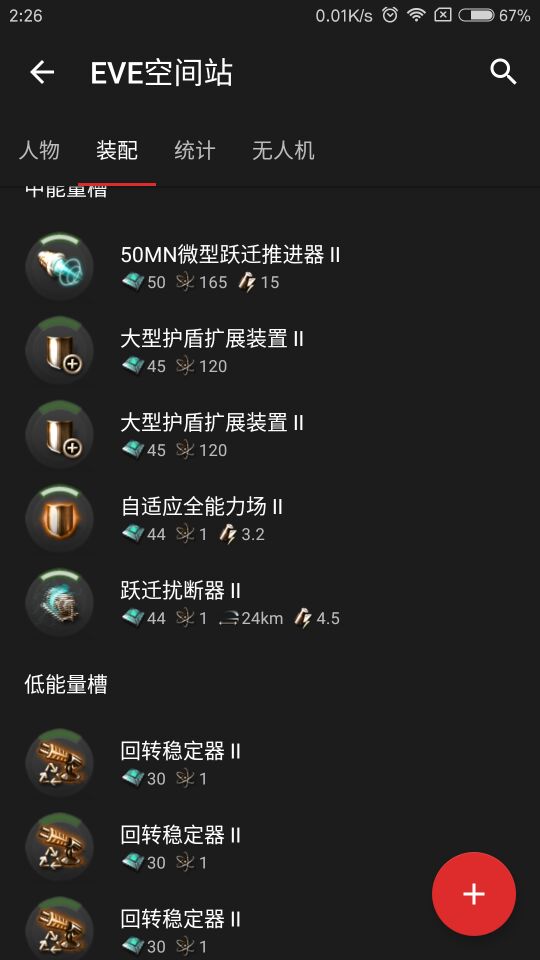 2:26 0.01K/s 67%
EVE空间站
人物 装配 统计 无人机
中能量槽
50MN微型跃迁推进器 II
50 165 15
大型护盾扩展装置 II
45 120
大型护盾扩展装置 II
45 120
自适应全能力场 II
44 1 3.2
跃迁扰断器 II
44 1 24km 4.5
低能量槽
回转稳定器 II
30 1
回转稳定器 II
30 1
回转稳定器 II
30 1